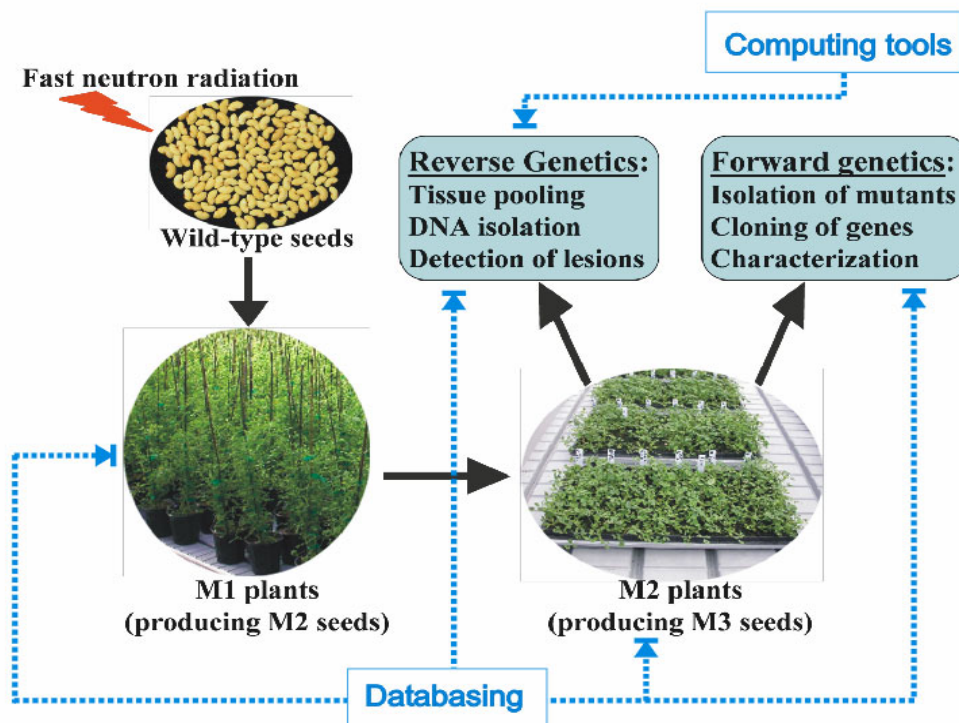 Computing tools
Fast neutron radiation
Wild-type seeds
Reverse Genetics:
Tissue pooling
DNA isolation
Detection of lesions
Forward genetics:
Isolation of mutants
Cloning of genes
Characterization
M1 plants
(producing M2 seeds)
M2 plants
(producing M3 seeds)
Databasing